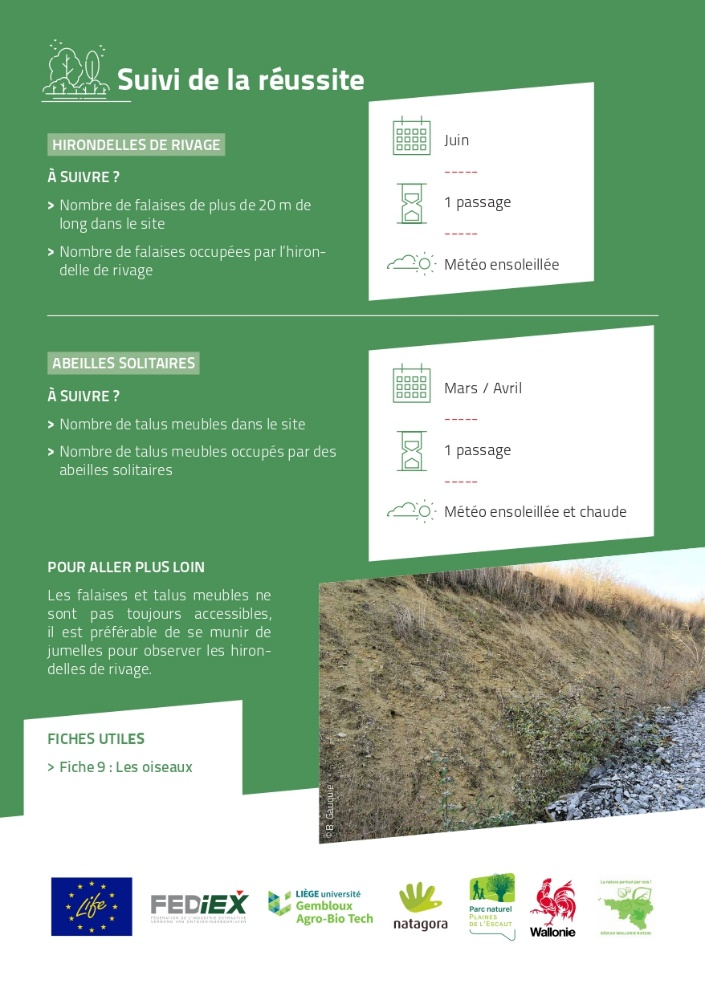 Suivi de la réussite
HIRONDELLES DE RIVAGE
À SUIVRE ?
> Nombre de falaises de plus de 20 m de
long dans le site
> Nombre de falaises occupées par l'hiron-
delle de rivage
Juin
-----
1 passage
-----
Météo ensoleillée
ABEILLES SOLITAIRES
À SUIVRE ?
> Nombre de talus meubles dans le site
> Nombre de talus meubles occupés par des
abeilles solitaires
Mars / Avril
-----
1 passage
-----
Météo ensoleillée et chaude
POUR ALLER PLUS LOIN
Les falaises et talus meubles ne
sont pas toujours accessibles,
il est préférable de se munir de
jumelles pour observer les hiron-
delles de rivage.
FICHES UTILES
> Fiche 9 : Les oiseaux
© B. Gauquie
Life
FEDIEX
LIÈGE université
Gembloux
Agro-Bio Tech
natagora
Parc naturel
PLAINES
DE L'ESCAUT
Wallonie